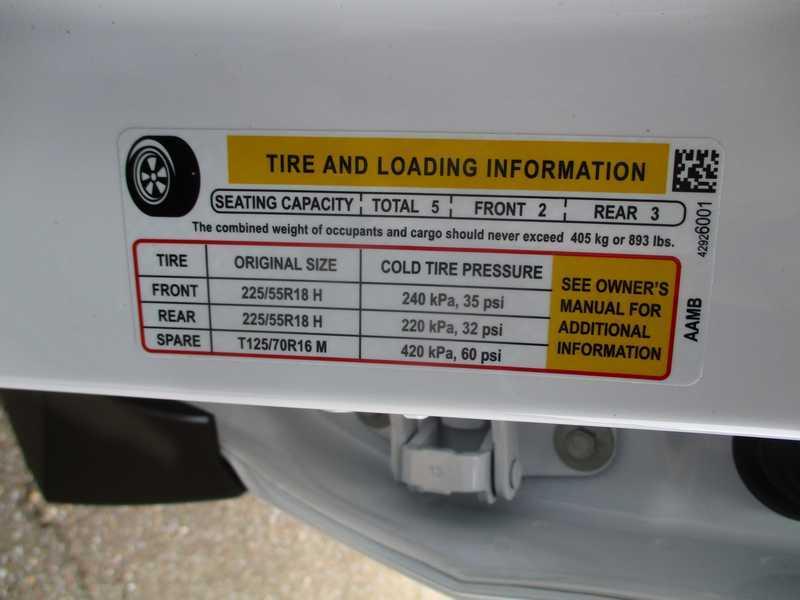 TIRE AND LOADING INFORMATION
SEATING CAPACITY TOTAL 5 FRONT 2 REAR 3
The combined weight of occupants and cargo should never exceed 405 kg or 893 lbs.
TIRE ORIGINAL SIZE COLD TIRE PRESSURE
FRONT 225/55R18 H 240 kPa, 35 psi
REAR 225/55R18 H 220 kPa, 32 psi
SPARE T125/70R16 M 420 kPa, 60 psi
SEE OWNER'S
MANUAL FOR
ADDITIONAL
INFORMATION
42926001
AAMB